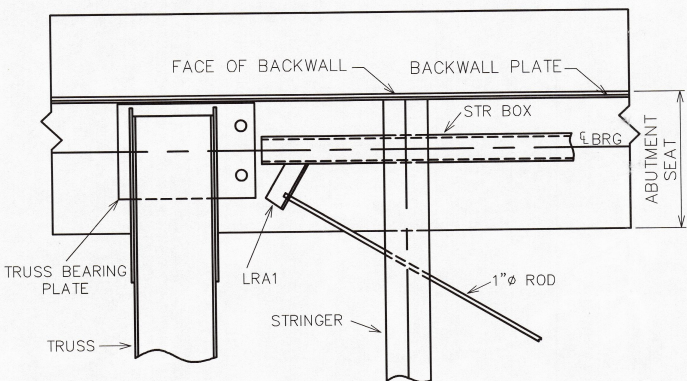 FACE OF BACKWALL
BACKWALL PLATE
STR BOX
℄ BRG
ABUTMENT
SEAT
TRUSS BEARING
PLATE
LRA1
1"⌀ ROD
STRINGER
TRUSS